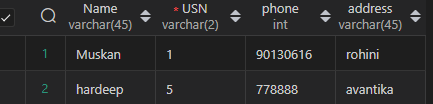 Name * USN phone address
varchar(45) varchar(2) int varchar(45)
1 Muskan 1 90130616 rohini
2 hardeep 5 778888 avantika